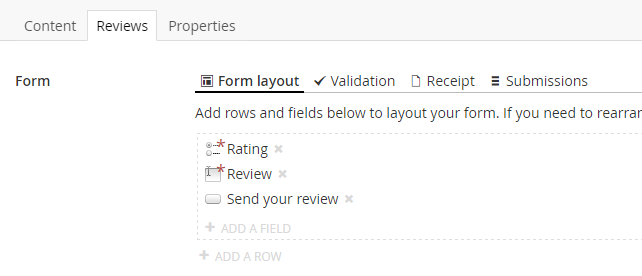 Content Reviews Properties
Form Form layout Validation Receipt Submissions
Add rows and fields below to layout your form. If you need to rearrar
Rating
Review
Send your review
ADD A FIELD
ADD A ROW